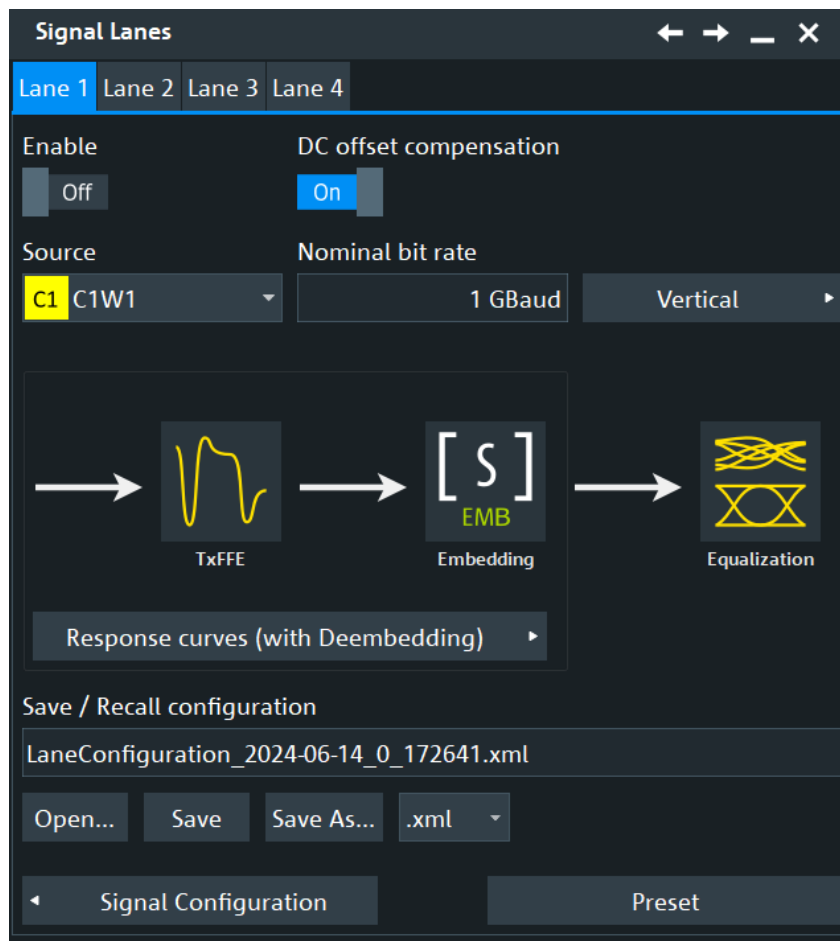 Signal Lanes
Lane 1 Lane 2 Lane 3 Lane 4
Enable DC offset compensation
Off On
Source Nominal bit rate
C1 C1W1 1 GBaud Vertical
[ S ]
EMB
TxFFE Embedding Equalization
Response curves (with Deembedding)
Save / Recall configuration
LaneConfiguration_2024-06-14_0_172641.xml
Open... Save Save As... .xml
Signal Configuration Preset